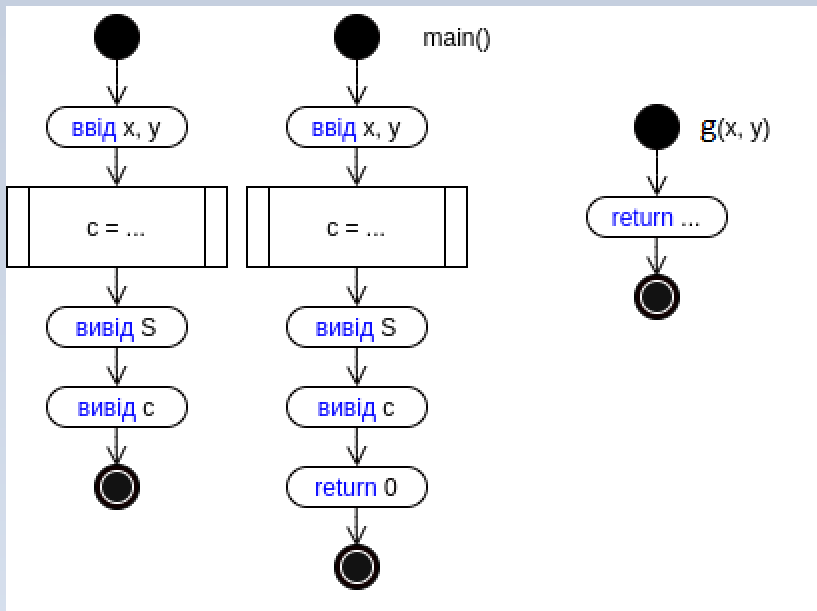 ввід x, y
c = ...
вивід S
вивід c
main()
ввід x, y
c = ...
вивід S
вивід c
return 0
g(x, y)
return ...